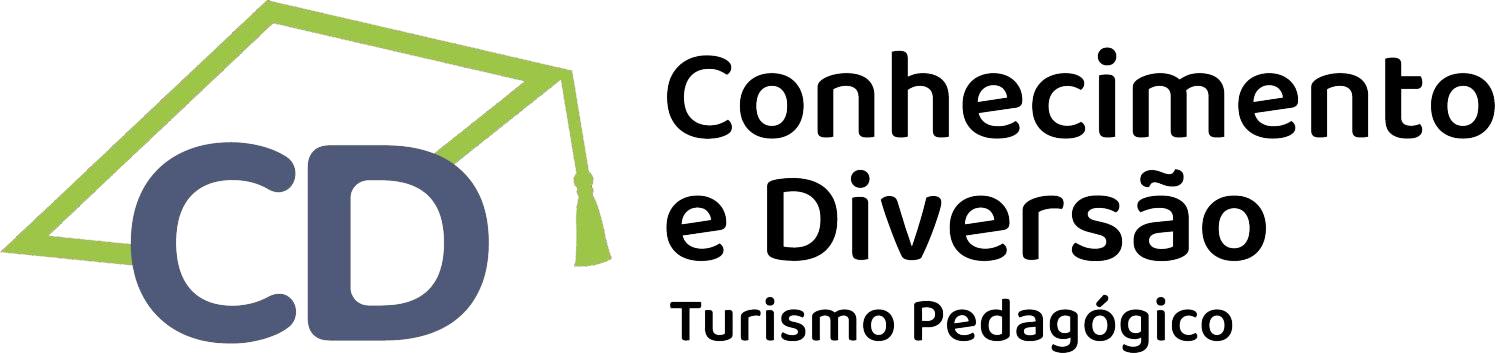 CD
Conhecimento
e Diversão
Turismo Pedagógico